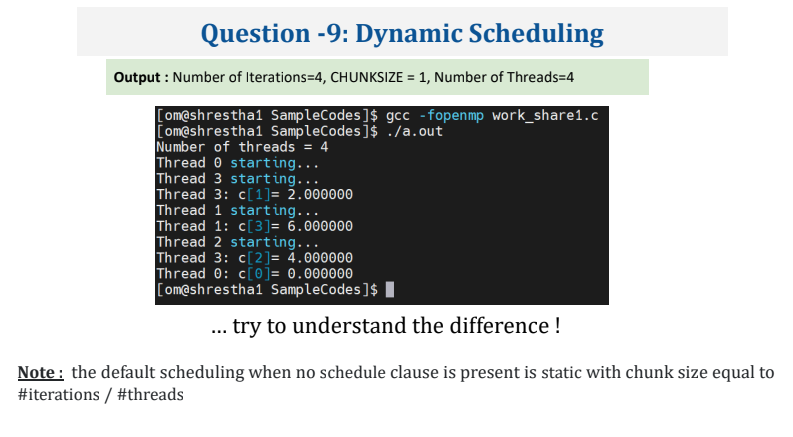 Question -9: Dynamic Scheduling
Output : Number of Iterations=4, CHUNKSIZE = 1, Number of Threads=4
[om@shrestha1 SampleCodes]$ gcc -fopenmp work_share1.c
[om@shrestha1 SampleCodes]$ ./a.out
Number of threads = 4
Thread 0 starting...
Thread 3 starting...
Thread 3: c[1]= 2.000000
Thread 1 starting...
Thread 1: c[3]= 6.000000
Thread 2 starting...
Thread 3: c[2]= 4.000000
Thread 0: c[0]= 0.000000
[om@shrestha1 SampleCodes]$
... try to understand the difference !
Note : the default scheduling when no schedule clause is present is static with chunk size equal to
#iterations / #threads